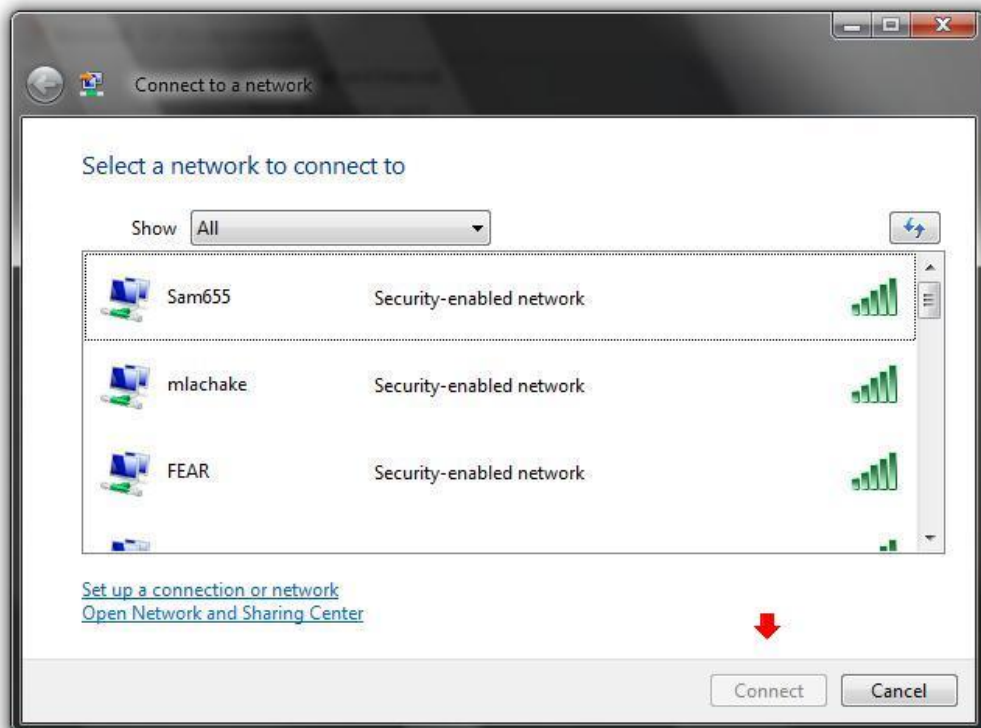 Connect to a network
Select a network to connect to
Show All
Sam655 Security-enabled network
mlachake Security-enabled network
FEAR Security-enabled network
Set up a connection or network
Open Network and Sharing Center
Connect Cancel